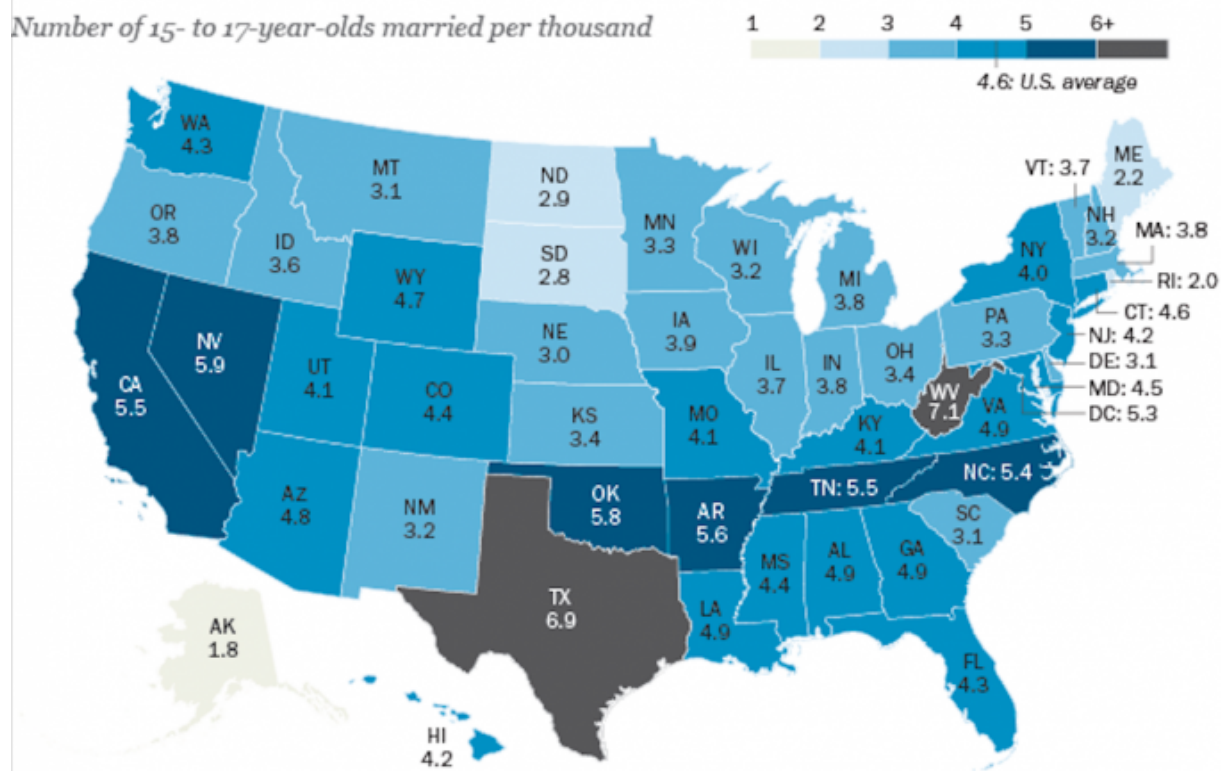 Number of 15- to 17-year-olds married per thousand
1 2 3 4 5 6+
4.6: U.S. average
WA
4.3
MT
3.1
ND
2.9
MN
3.3
VT: 3.7
ME
2.2
OR
3.8
ID
3.6
WY
4.7
SD
2.8
WI
3.2
MI
3.8
NY
4.0
NH
3.2
MA: 3.8
RI: 2.0
CT: 4.6
NJ: 4.2
DE: 3.1
MD: 4.5
DC: 5.3
CA
5.5
NV
5.9
UT
4.1
CO
4.4
NE
3.0
KS
3.4
IA
3.9
MO
4.1
IL
3.7
IN
3.8
OH
3.4
PA
3.3
WV
7.1
VA
4.9
KY
4.1
AZ
4.8
NM
3.2
OK
5.8
AR
5.6
TN: 5.5
NC: 5.4
SC
3.1
TX
6.9
LA
4.9
MS
4.4
AL
4.9
GA
4.9
FL
4.3
AK
1.8
HI
4.2